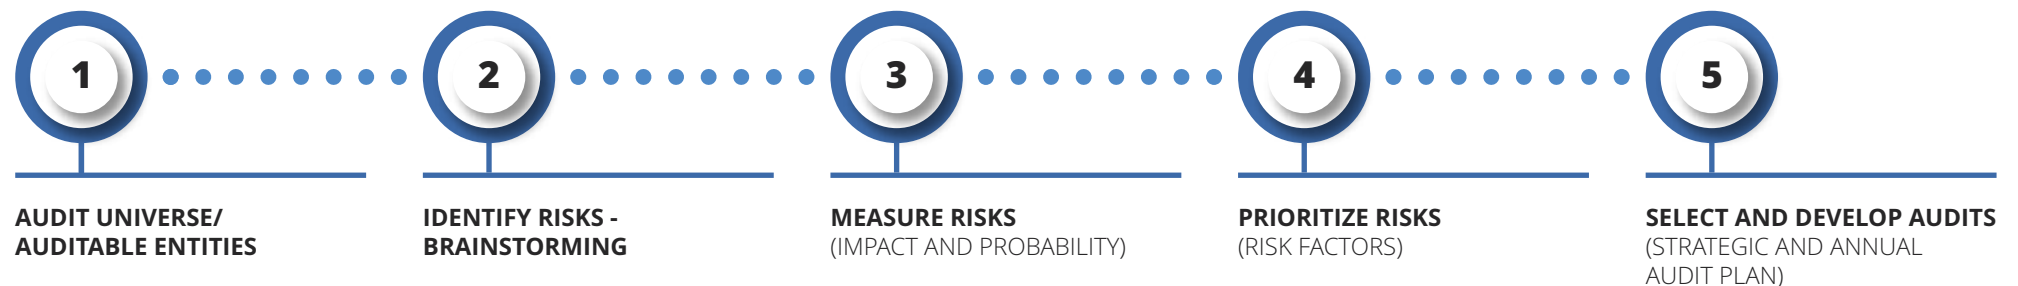 1
2
3
4
5
AUDIT UNIVERSE/
AUDITABLE ENTITIES
IDENTIFY RISKS -
BRAINSTORMING
MEASURE RISKS
(IMPACT AND PROBABILITY)
PRIORITIZE RISKS
(RISK FACTORS)
SELECT AND DEVELOP AUDITS
(STRATEGIC AND ANNUAL
AUDIT PLAN)